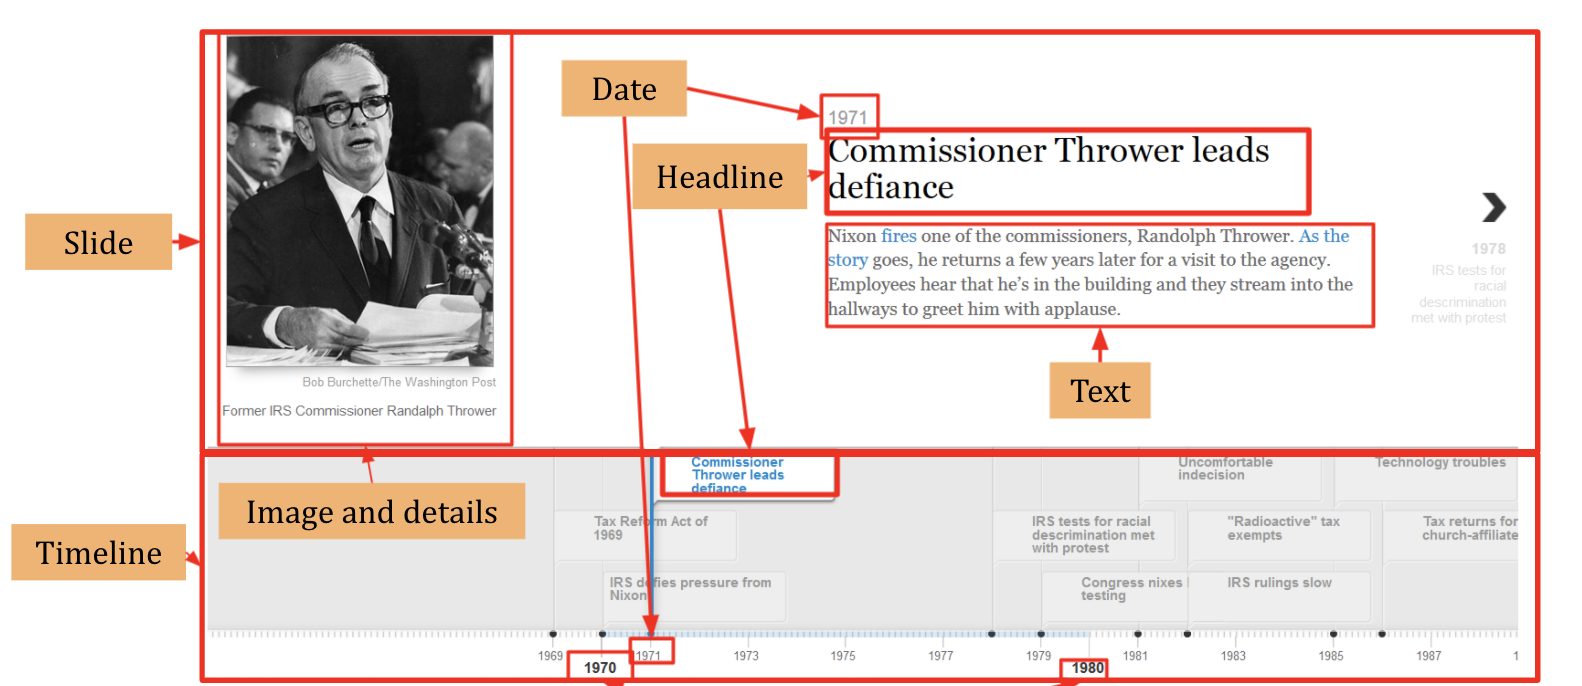 Date
1971
Commissioner Thrower leads
defiance
Headline
Slide
Nixon fires one of the commissioners, Randolph Thrower. As the
story goes, he returns a few years later for a visit to the agency.
Employees hear that he's in the building and they stream into the
hallways to greet him with applause.
1978
IRS tests for
racial
descrimination
met with protest
Text
Bob Burchette/The Washington Post
Former IRS Commissioner Randalph Thrower
Image and details
Timeline
Commissioner
Thrower leads
defiance
Uncomfortable
indecision
Technology troubles
Tax Reform Act of
1969
IRS tests for racial
descrimination met
with protest
"Radioactive" tax
exempts
Tax returns for
church-affiliate
IRS defies pressure from
Nixon
Congress nixes
testing
IRS rulings slow
1969 1971 1973 1975 1977 1979 1981 1983 1985 1987 1
1970 1980